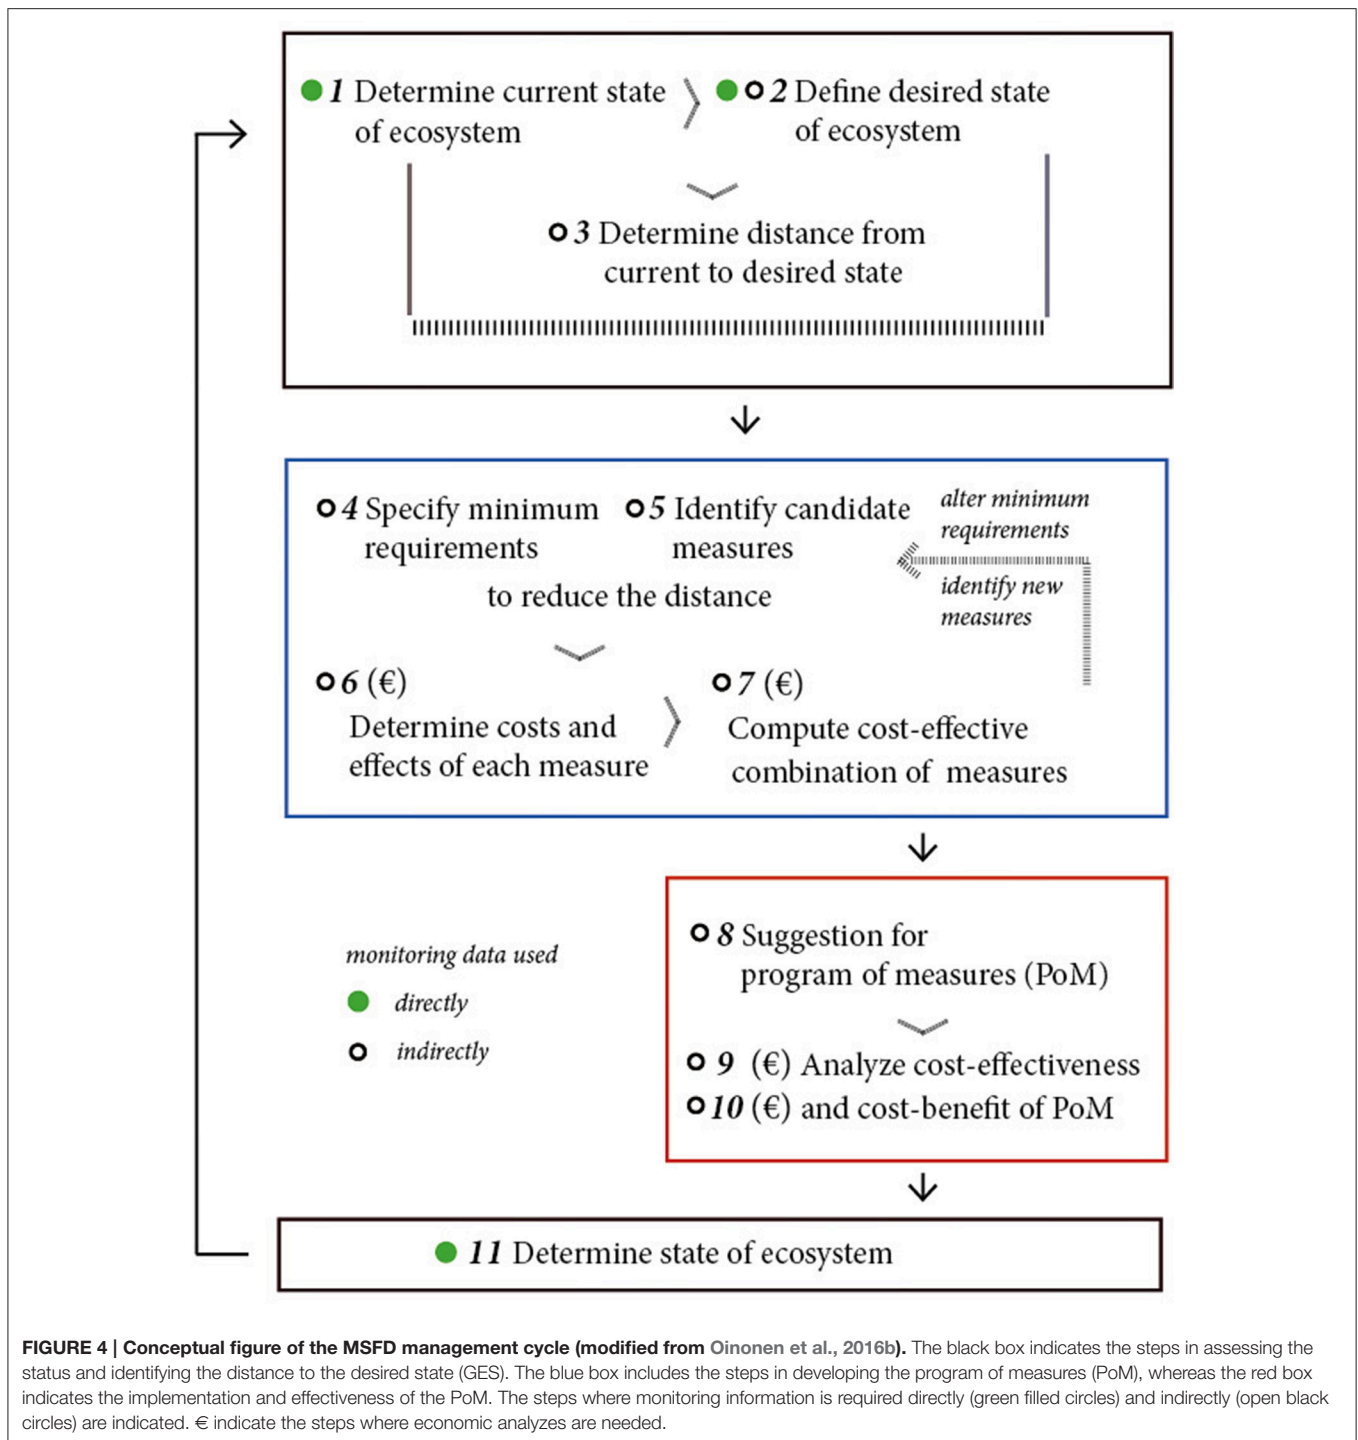 1 Determine current state
of ecosystem
2 Define desired state
of ecosystem
3 Determine distance from
current to desired state
4 Specify minimum
requirements
5 Identify candidate
measures
to reduce the distance
alter minimum
requirements
identify new
measures
6 (€)
Determine costs and
effects of each measure
7 (€)
Compute cost-effective
combination of measures
8 Suggestion for
program of measures (PoM)
9 (€) Analyze cost-effectiveness
10 (€) and cost-benefit of PoM
monitoring data used
directly
indirectly
11 Determine state of ecosystem
FIGURE 4 | Conceptual figure of the MSFD management cycle (modified from Oinonen et al., 2016b). The black box indicates the steps in assessing the
status and identifying the distance to the desired state (GES). The blue box includes the steps in developing the program of measures (PoM), whereas the red box
indicates the implementation and effectiveness of the PoM. The steps where monitoring information is required directly (green filled circles) and indirectly (open black
circles) are indicated. € indicate the steps where economic analyzes are needed.